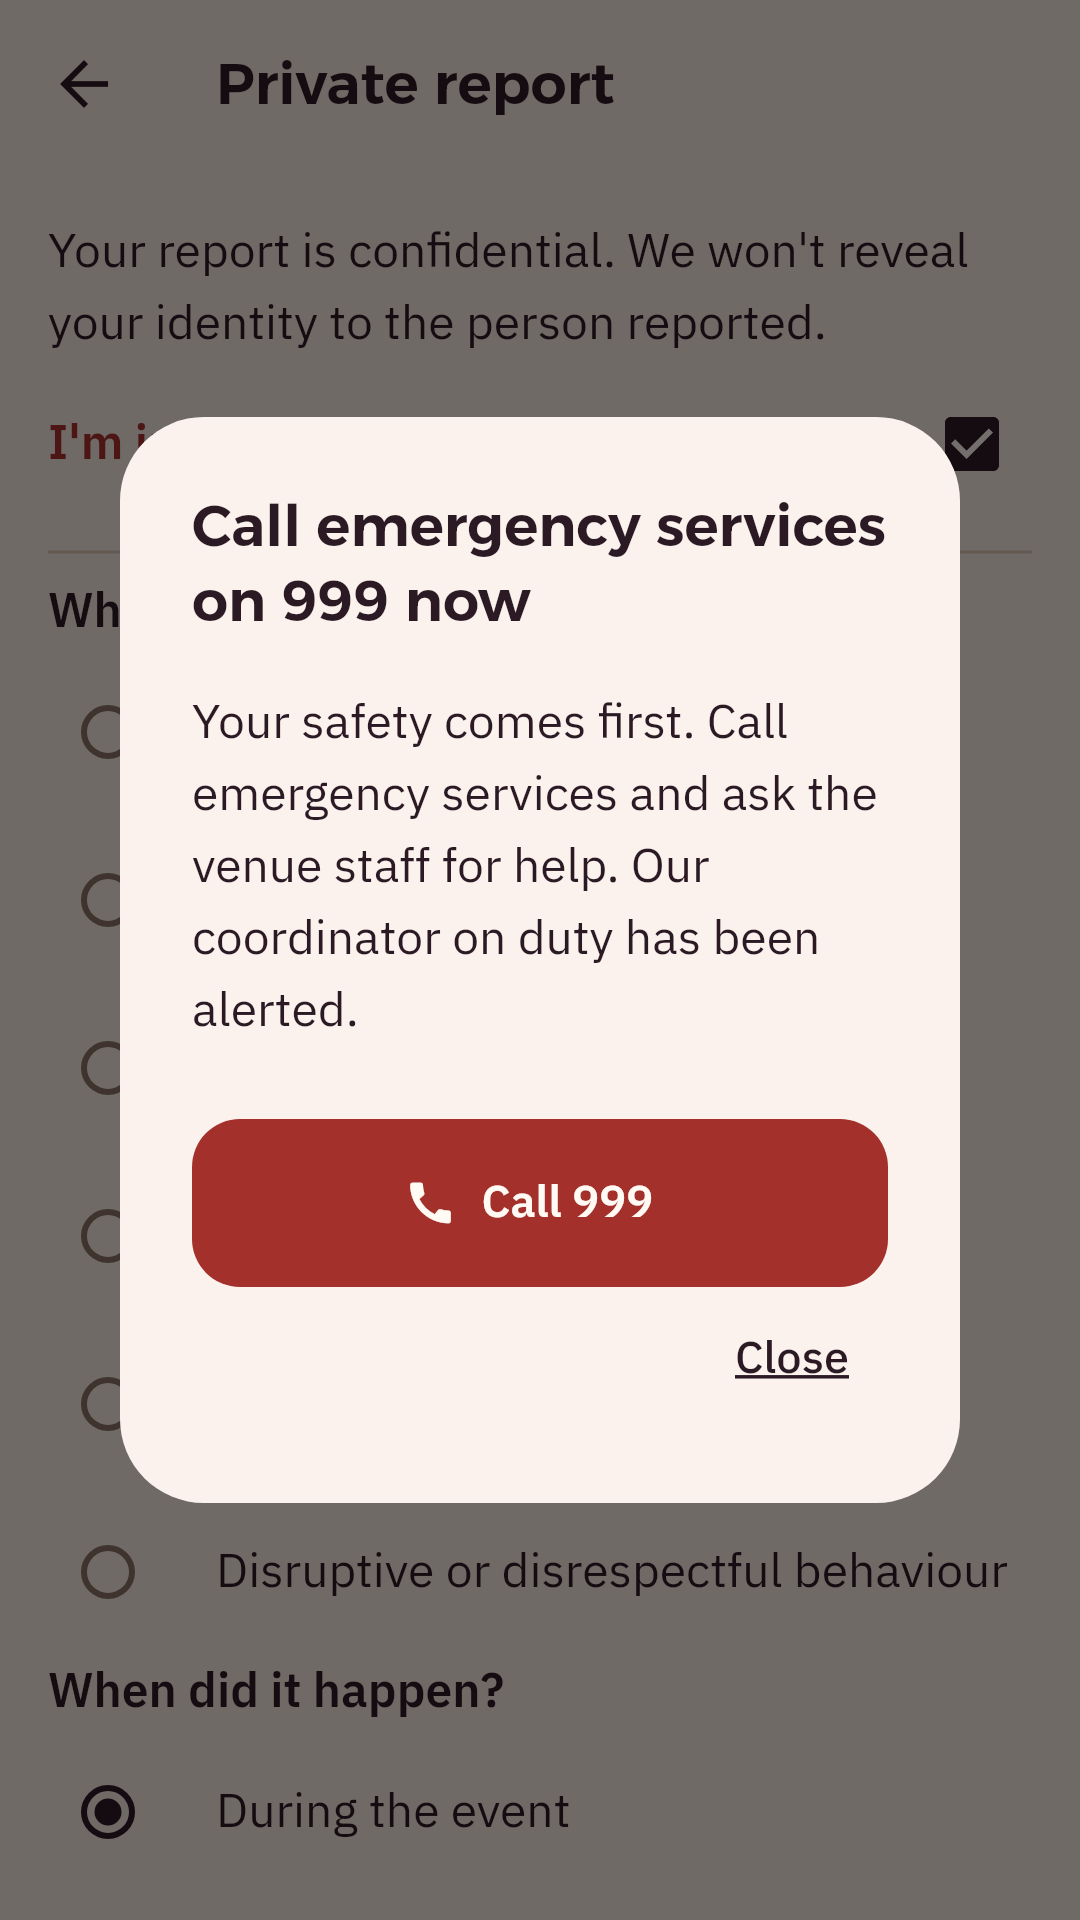 Private report
Your report is confidential. We won't reveal
your identity to the person reported.
I'm
Call emergency services
on 999 now
Your safety comes first. Call
emergency services and ask the
venue staff for help. Our
coordinator on duty has been
alerted.
Call 999
Close
Disruptive or disrespectful behaviour
When did it happen?
During the event